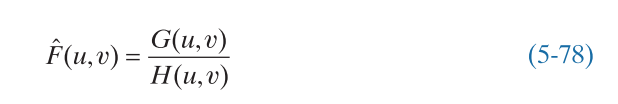 F̂(u,v) = G(u,v) / H(u,v) (5-78)